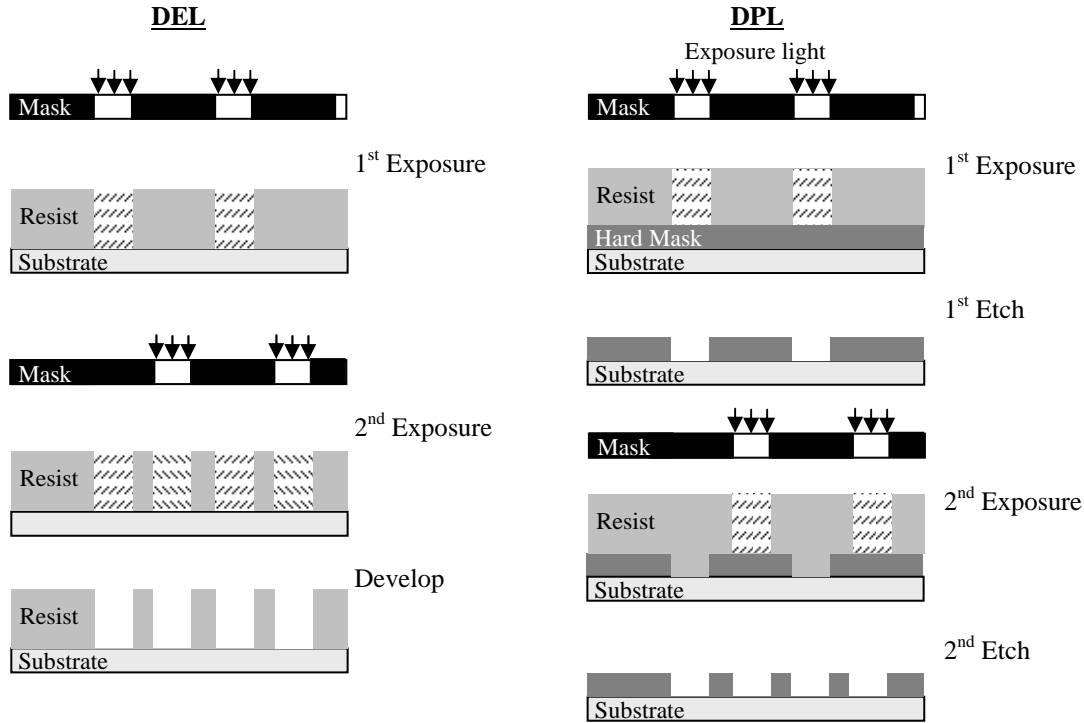 DEL
Mask
1st Exposure
Resist
Substrate
Mask
2nd Exposure
Resist
Develop
Resist
Substrate
DPL
Exposure light
Mask
1st Exposure
Resist
Hard Mask
Substrate
1st Etch
Substrate
Mask
2nd Exposure
Resist
Substrate
2nd Etch
Substrate